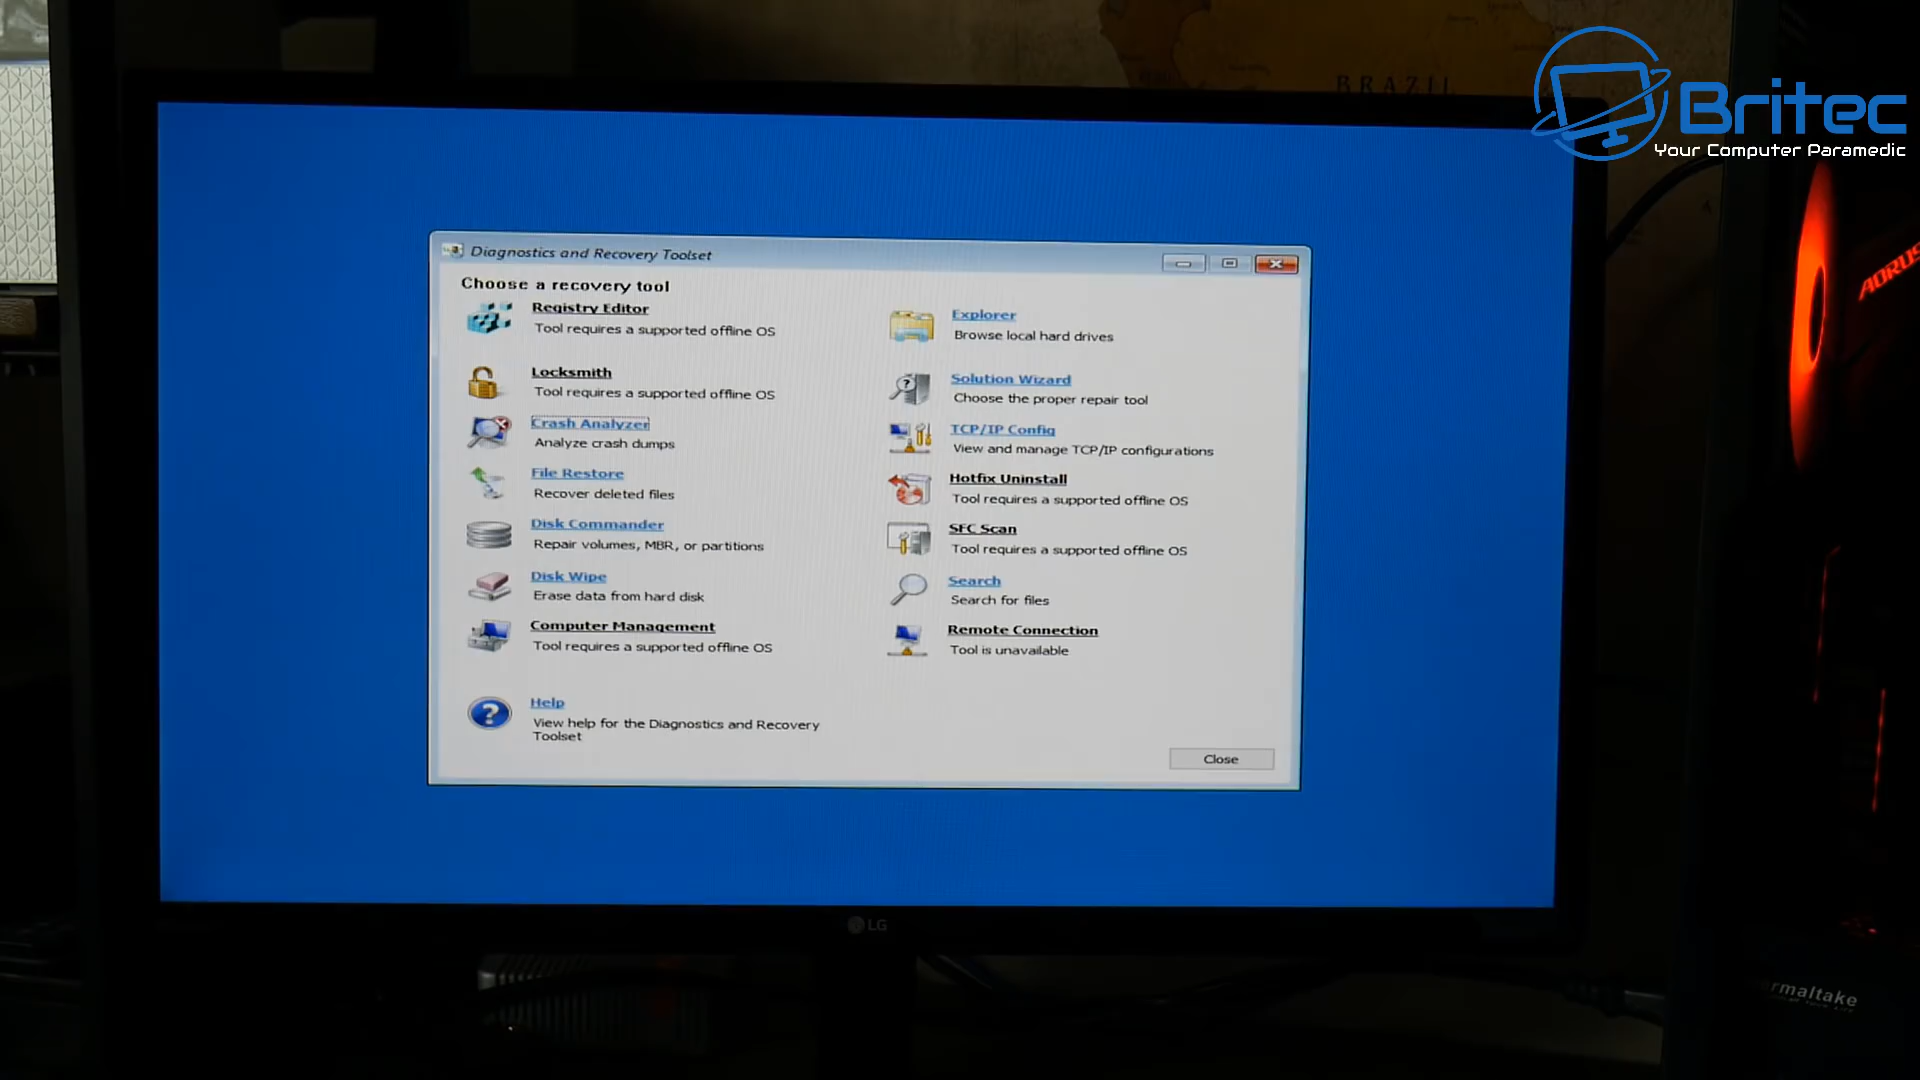 BRAZIL
Britec
Your Computer Paramedic
AORUS
Diagnostics and Recovery Toolset
Choose a recovery tool
Registry Editor
Tool requires a supported offline OS
Locksmith
Tool requires a supported offline OS
Crash Analyzer
Analyze crash dumps
File Restore
Recover deleted files
Disk Commander
Repair volumes, MBR, or partitions
Disk Wipe
Erase data from hard disk
Computer Management
Tool requires a supported offline OS
Help
View help for the Diagnostics and Recovery
Toolset
Explorer
Browse local hard drives
Solution Wizard
Choose the proper repair tool
TCP/IP Config
View and manage TCP/IP configurations
Hotfix Uninstall
Tool requires a supported offline OS
SFC Scan
Tool requires a supported offline OS
Search
Search for files
Remote Connection
Tool is unavailable
Close
LG
rmaltake